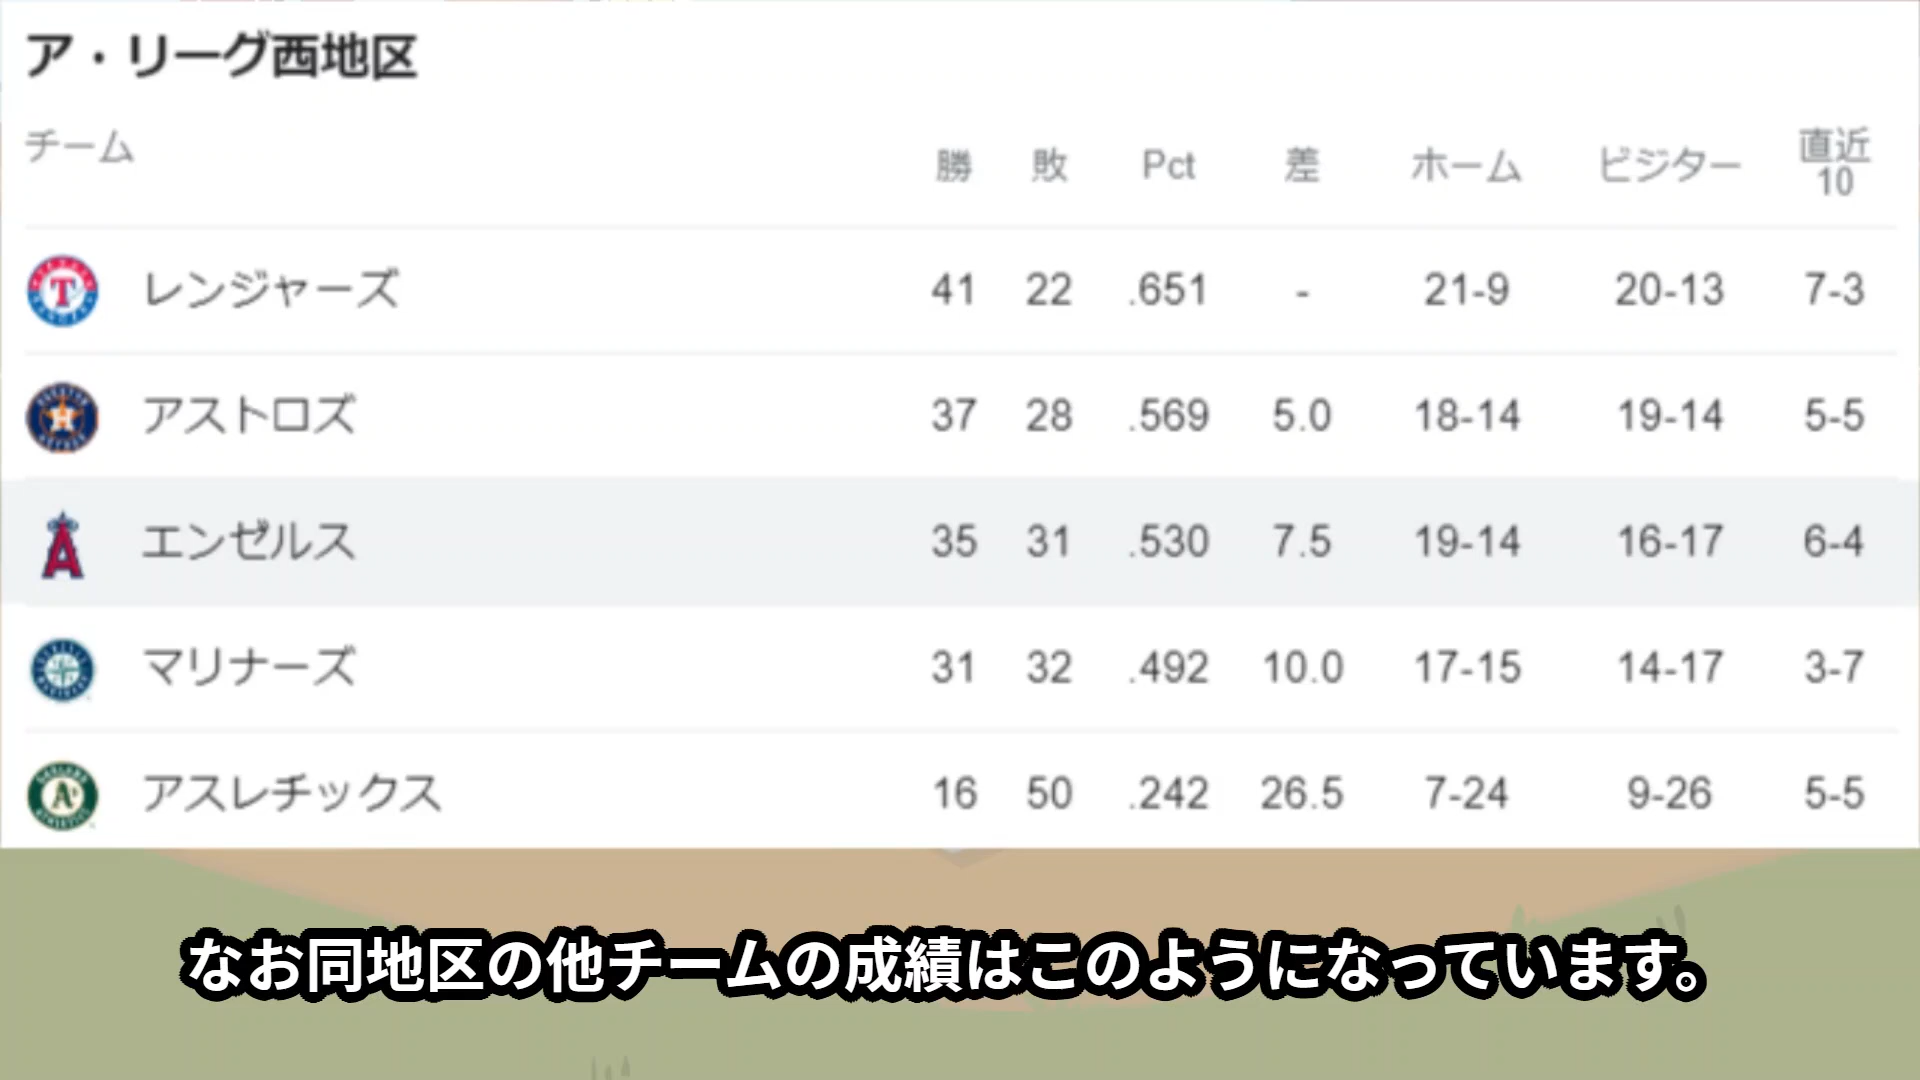 ア・リーグ西地区
チーム 勝 敗 Pct 差 ホーム ビジター 直近10
レンジャーズ 41 22 .651 - 21-9 20-13 7-3
アストロズ 37 28 .569 5.0 18-14 19-14 5-5
エンゼルス 35 31 .530 7.5 19-14 16-17 6-4
マリナーズ 31 32 .492 10.0 17-15 14-17 3-7
アスレチックス 16 50 .242 26.5 7-24 9-26 5-5
なお同地区の他チームの成績はこのようになっています。